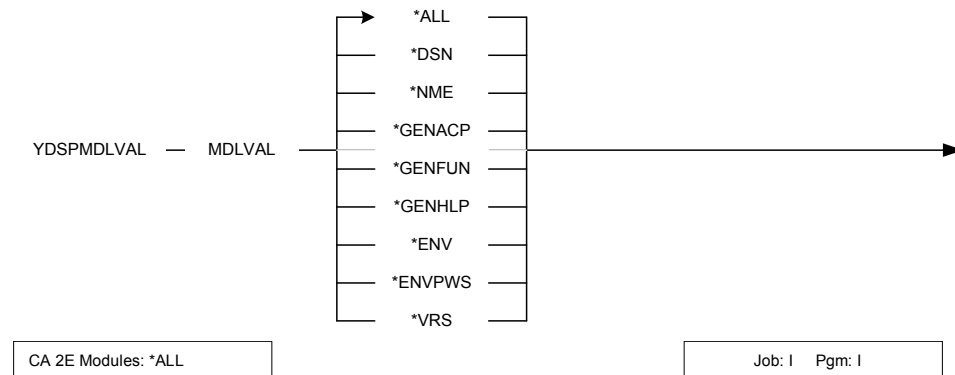 *ALL
*DSN
*NME
*GENACP
YDSPMDLVAL MDLVAL
*GENFUN
*GENHLP
*ENV
*ENVPWS
*VRS
CA 2E Modules: *ALL
Job: I Pgm: I